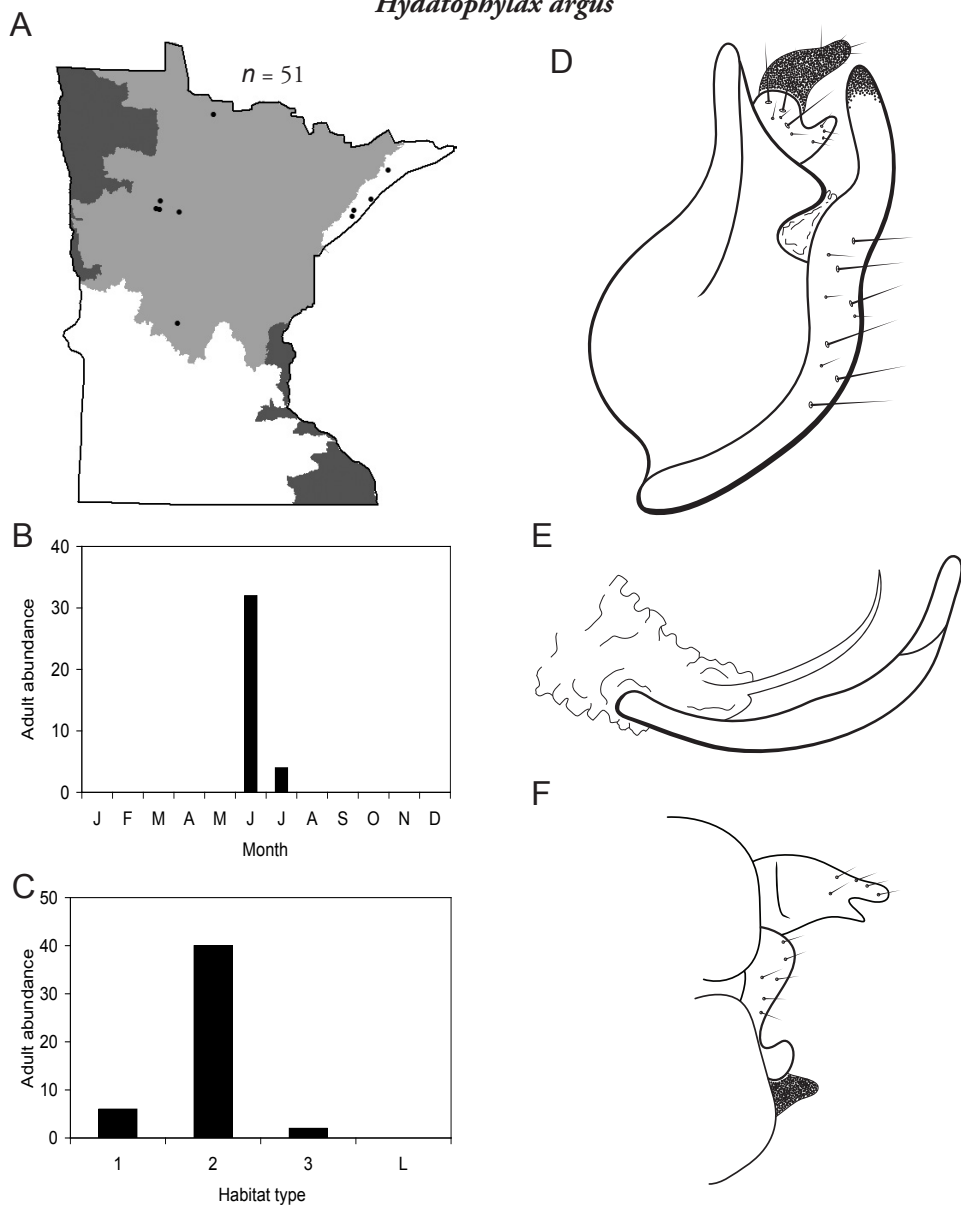 Hydatophylax argus
A
n = 51
D
B
40
30
20
10
0
Adult abundance
J F M A M J J A S O N D
Month
E
C
50
40
30
20
10
0
Adult abundance
1 2 3 L
Habitat type
F